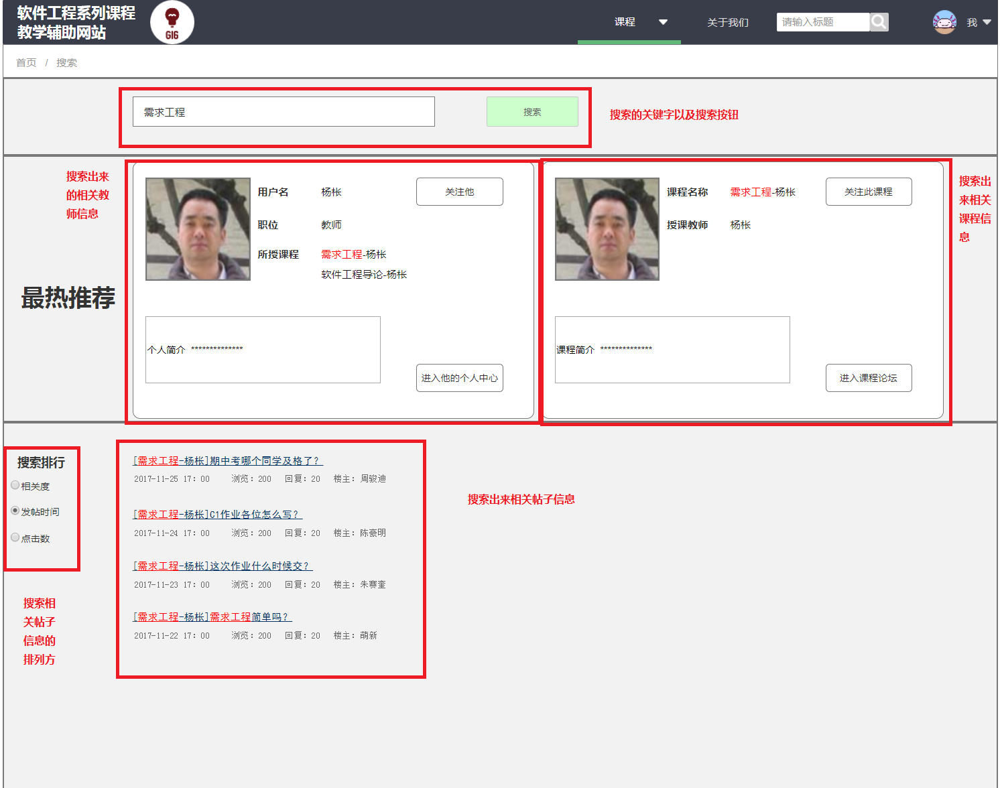 软件工程系列课程
教学辅助网站
G16
课程
关于我们
请输入标题
我
首页 / 搜索
需求工程
搜索
搜索的关键字以及搜索按钮
搜索出来
的相关教
师信息
最热推荐
用户名 杨枨
关注他
职位 教师
所授课程 需求工程-杨枨
软件工程导论-杨枨
个人简介 **************
进入他的个人中心
课程名称 需求工程-杨枨
关注此课程
授课教师 杨枨
课程简介 **************
进入课程论坛
搜索出
来相关
课程信
息
搜索排行
相关度
发帖时间
点击数
搜索相
关帖子
信息的
排列方
[需求工程-杨枨]期中考哪个同学及格了？
2017-11-25 17：00 浏览：200 回复：20 楼主：周骏迪
[需求工程-杨枨]C1作业各位怎么写？
2017-11-24 17：00 浏览：200 回复：20 楼主：陈豪明
[需求工程-杨枨]这次作业什么时候交？
2017-11-23 17：00 浏览：200 回复：20 楼主：朱赛奎
[需求工程-杨枨]需求工程简单吗？
2017-11-22 17：00 浏览：200 回复：20 楼主：萌新
搜索出来相关帖子信息